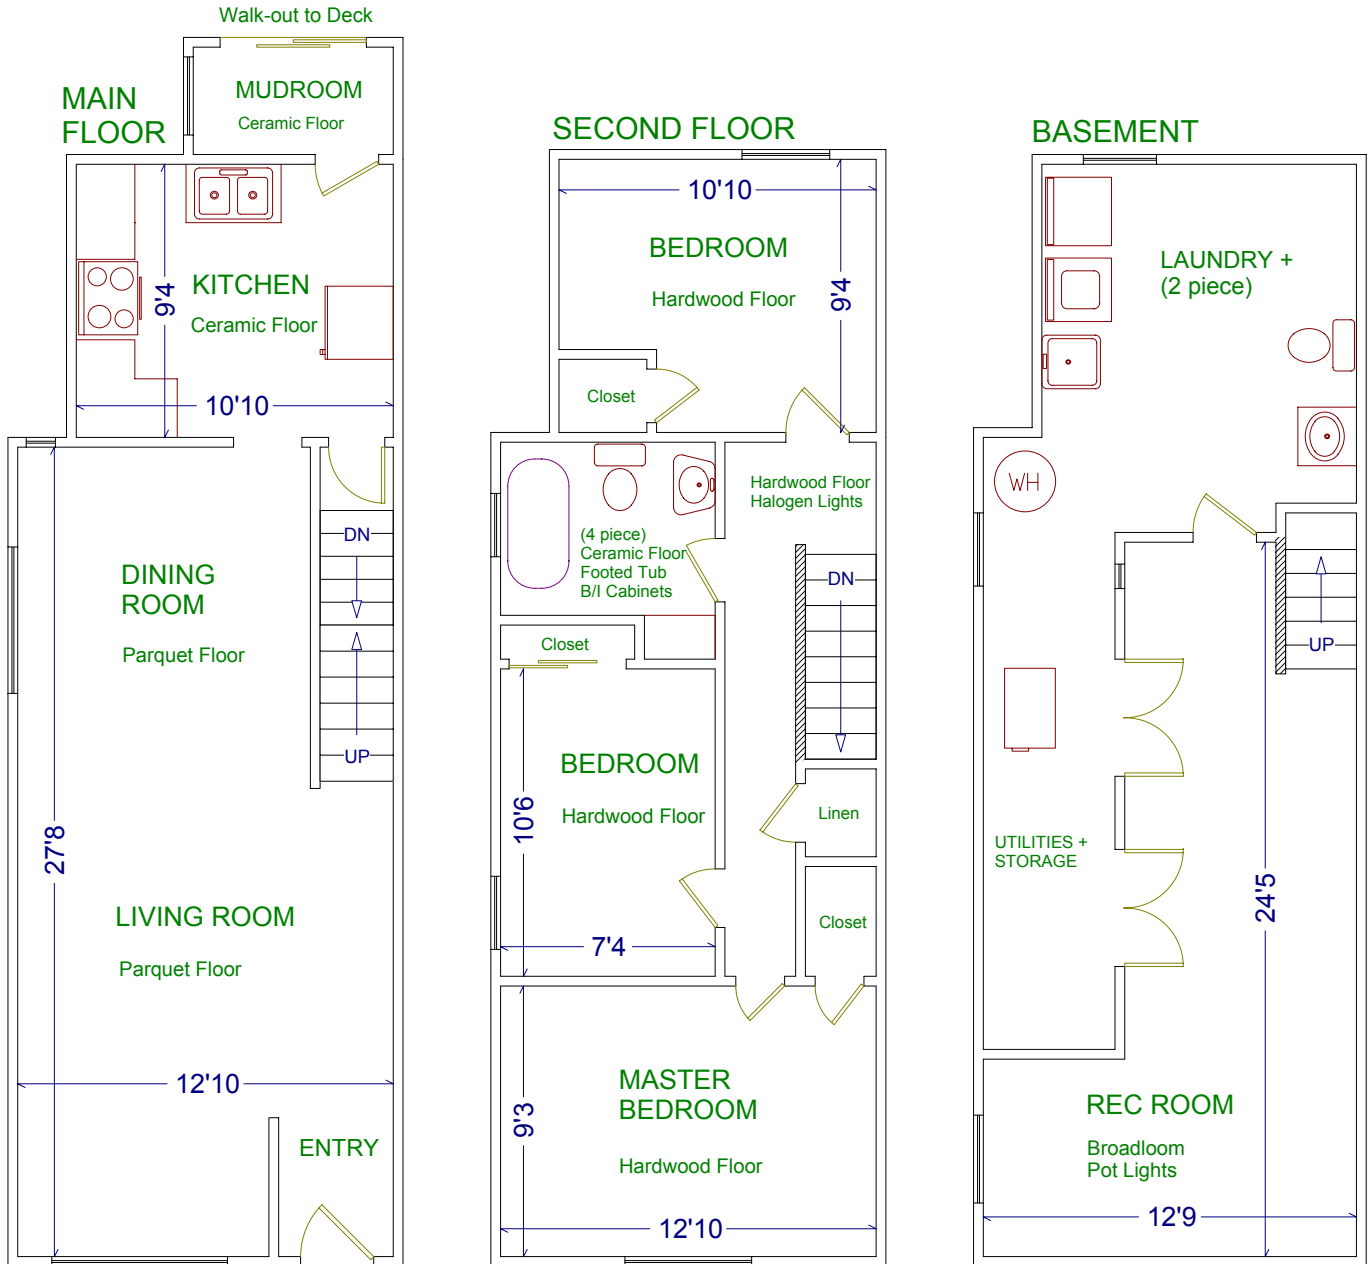 Walk-out to Deck
MAIN
FLOOR
MUDROOM
Ceramic Floor
9'4
KITCHEN
Ceramic Floor
10'10
DN
DINING
ROOM
Parquet Floor
UP
27'8
LIVING ROOM
Parquet Floor
12'10
ENTRY
SECOND FLOOR
10'10
BEDROOM
Hardwood Floor
9'4
Closet
Hardwood Floor
Halogen Lights
(4 piece)
Ceramic Floor
Footed Tub
B/I Cabinets
DN
Closet
BEDROOM
Hardwood Floor
10'6
Linen
Closet
7'4
MASTER
BEDROOM
9'3
Hardwood Floor
12'10
BASEMENT
LAUNDRY +
(2 piece)
WH
UP
UTILITIES +
STORAGE
24'5
REC ROOM
Broadloom
Pot Lights
12'9